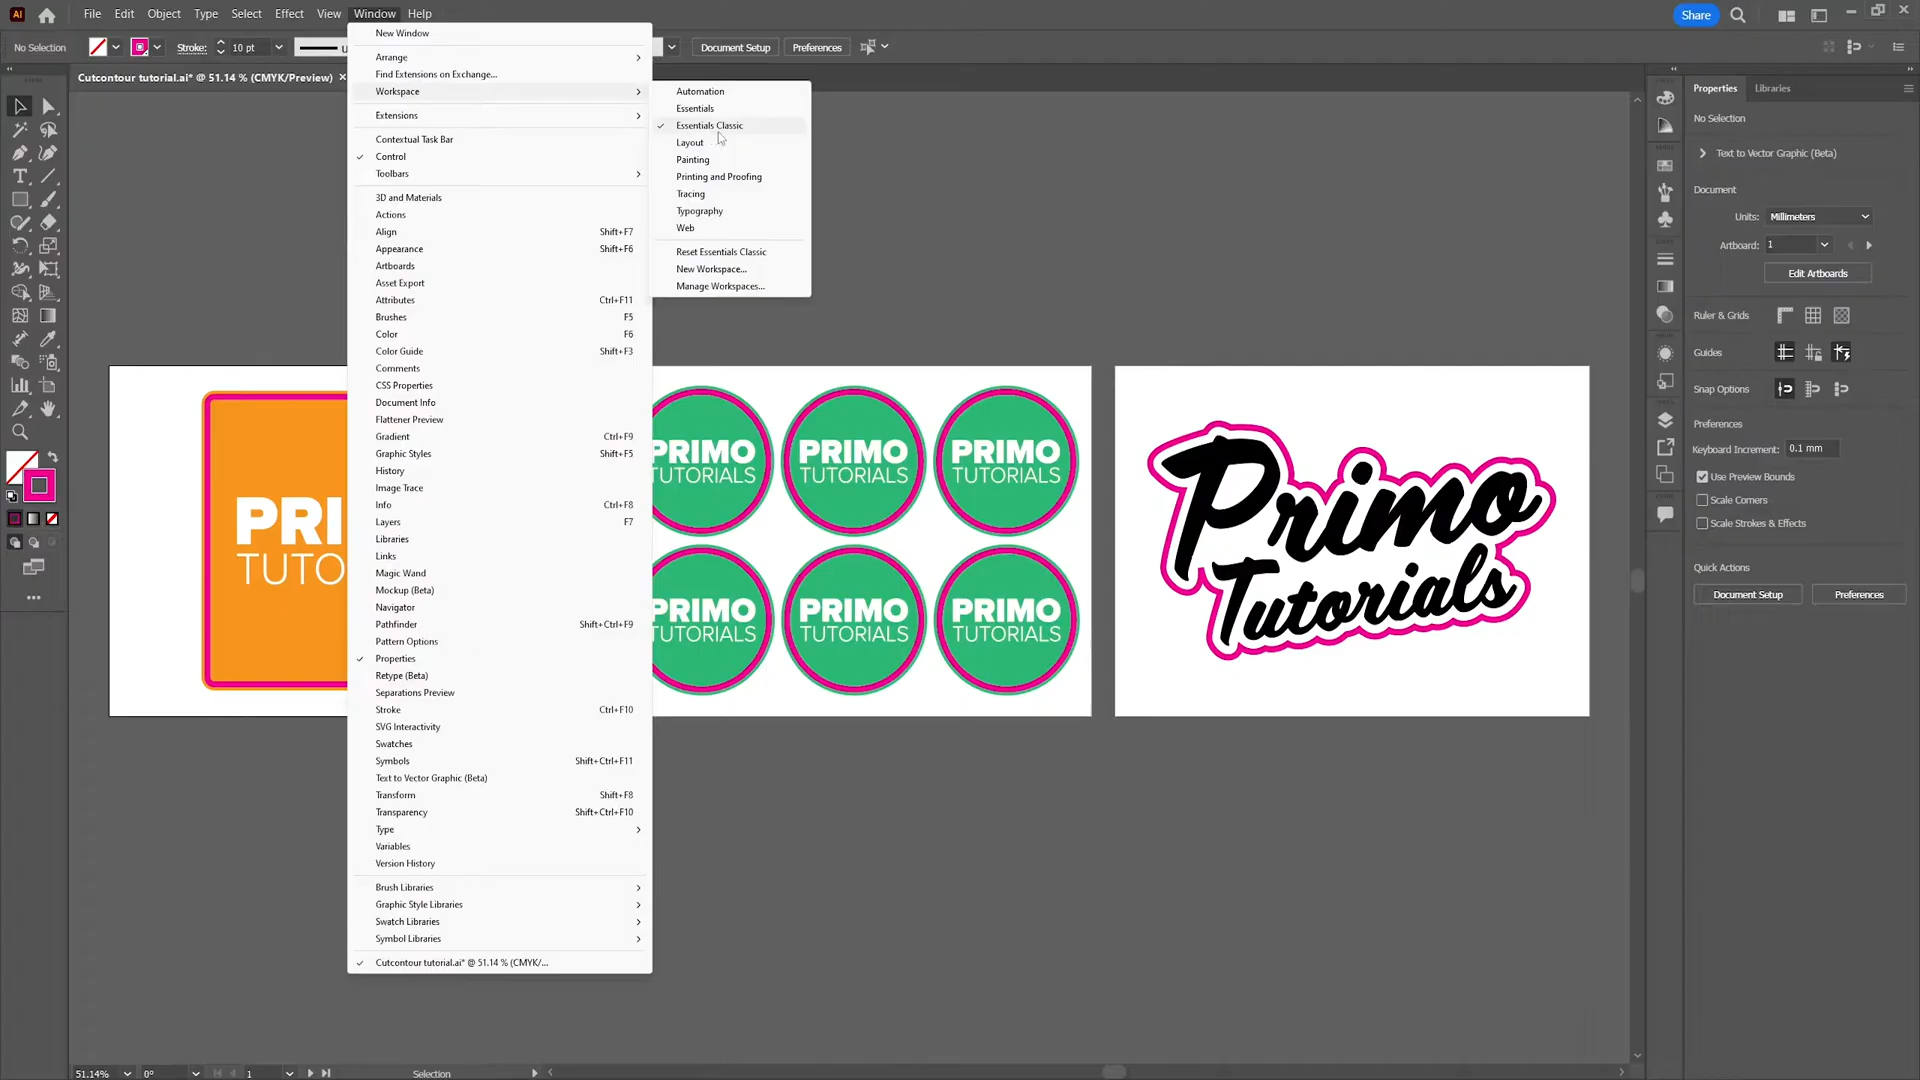 File Edit Object Type Select Effect View Window Help
Share
No Selection
Stroke: 10 pt
Document Setup Preferences
Cutcontour tutorial.ai* @ 51.14 % (CMYK/Preview) ×
New Window
Arrange
Find Extensions on Exchange...
Workspace
Extensions
Contextual Task Bar
Control
Toolbars
3D and Materials
Actions
Align Shift+F7
Appearance Shift+F6
Artboards
Asset Export
Attributes Ctrl+F11
Brushes F5
Color F6
Color Guide Shift+F3
Comments
CSS Properties
Document Info
Flattener Preview
Gradient Ctrl+F9
Graphic Styles Shift+F5
History
Image Trace
Info Ctrl+F8
Layers F7
Libraries
Links
Magic Wand
Mockup (Beta)
Navigator
Pathfinder Shift+Ctrl+F9
Pattern Options
Properties
Retype (Beta)
Separations Preview
Stroke Ctrl+F10
SVG Interactivity
Swatches
Symbols Shift+Ctrl+F11
Text to Vector Graphic (Beta)
Transform Shift+F8
Transparency Shift+Ctrl+F10
Type
Variables
Version History
Brush Libraries
Graphic Style Libraries
Swatch Libraries
Symbol Libraries
Cutcontour tutorial.ai* @ 51.14 % (CMYK/...
Automation
Essentials
Essentials Classic
Layout
Painting
Printing and Proofing
Tracing
Typography
Web
Reset Essentials Classic
New Workspace...
Manage Workspaces...
PRI
TUTO
PRIMO
TUTORIALS
PRIMO
TUTORIALS
PRIMO
TUTORIALS
PRIMO
TUTORIALS
PRIMO
TUTORIALS
PRIMO
TUTORIALS
Primo
Tutorials
Properties Libraries
No Selection
Text to Vector Graphic (Beta)
Document
Units: Millimeters
Artboard: 1
Edit Artboards
Ruler & Grids
Guides
Snap Options
Preferences
Keyboard Increment: 0.1 mm
Use Preview Bounds
Scale Corners
Scale Strokes & Effects
Quick Actions
Document Setup Preferences
51.14% 0° 1 Selection